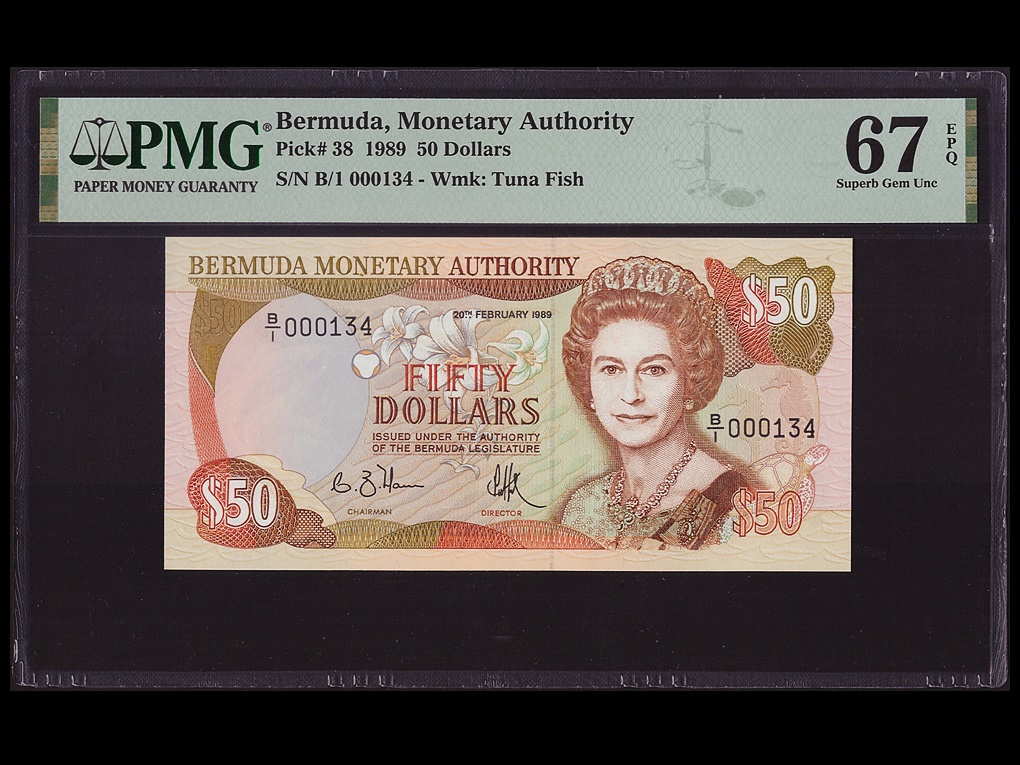 PMG®
PAPER MONEY GUARANTY
Bermuda, Monetary Authority
Pick# 38 1989 50 Dollars
S/N B/1 000134 - Wmk: Tuna Fish
67
EPQ
Superb Gem Unc
BERMUDA MONETARY AUTHORITY
$50
$50
B/1 000134
20TH FEBRUARY 1989
FIFTY
DOLLARS
ISSUED UNDER THE AUTHORITY
OF THE BERMUDA LEGISLATURE
B/1 000134
$50
CHAIRMAN
DIRECTOR
$50